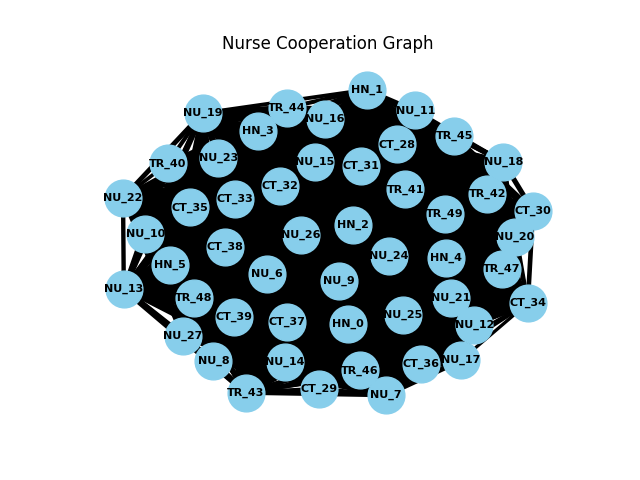 Nurse Cooperation Graph
HN_1
TR_44
NU_11
NU_19
NU_16
HN_3
TR_45
CT_28
NU_23
TR_40
NU_15
NU_18
CT_31
CT_32
TR_41
TR_42
NU_22
CT_33
CT_35
CT_30
TR_49
HN_2
NU_10
NU_26
NU_20
CT_38
NU_24
HN_4
HN_5
TR_47
NU_6
NU_9
NU_13
TR_48
NU_21
CT_34
NU_25
CT_39
CT_37
HN_0
NU_12
NU_27
NU_8
NU_14
NU_17
CT_36
TR_46
CT_29
TR_43
NU_7